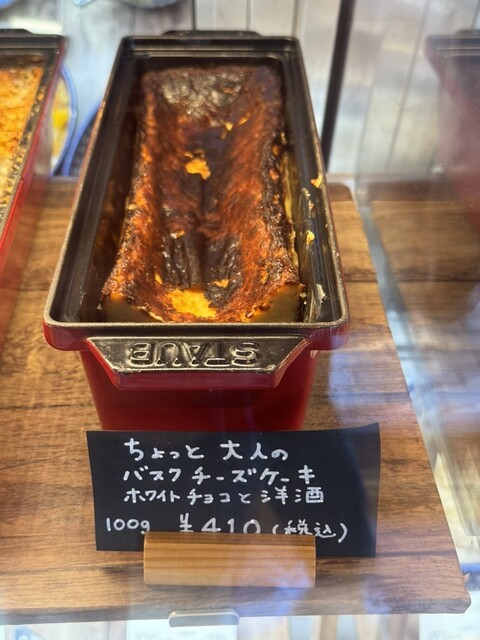 STAUB
ちょっと 大人の
バスクチーズケーキ
ホワイトチョコと洋酒
100g ¥410(税込)